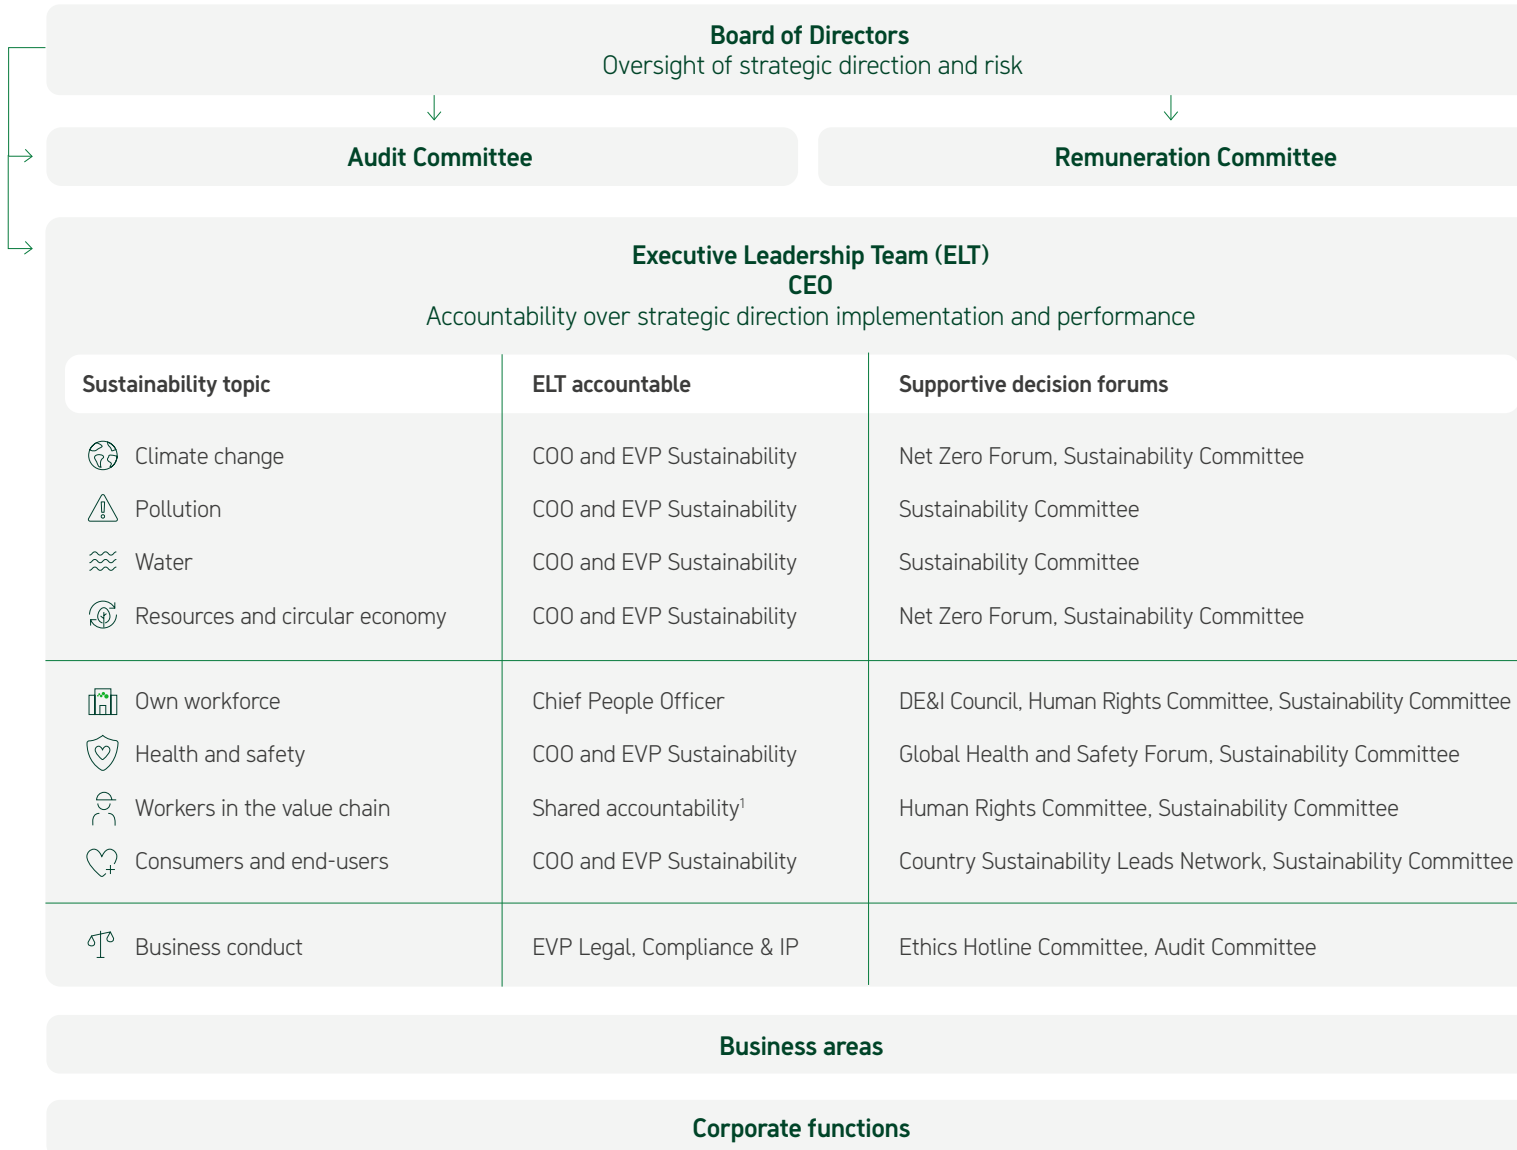 Board of Directors
Oversight of strategic direction and risk
Audit Committee
Remuneration Committee
Executive Leadership Team (ELT)
CEO
Accountability over strategic direction implementation and performance
Sustainability topic ELT accountable Supportive decision forums
Climate change COO and EVP Sustainability Net Zero Forum, Sustainability Committee
Pollution COO and EVP Sustainability Sustainability Committee
Water COO and EVP Sustainability Sustainability Committee
Resources and circular economy COO and EVP Sustainability Net Zero Forum, Sustainability Committee
Own workforce Chief People Officer DE&I Council, Human Rights Committee, Sustainability Committee
Health and safety COO and EVP Sustainability Global Health and Safety Forum, Sustainability Committee
Workers in the value chain Shared accountability¹ Human Rights Committee, Sustainability Committee
Consumers and end-users COO and EVP Sustainability Country Sustainability Leads Network, Sustainability Committee
Business conduct EVP Legal, Compliance & IP Ethics Hotline Committee, Audit Committee
Business areas
Corporate functions